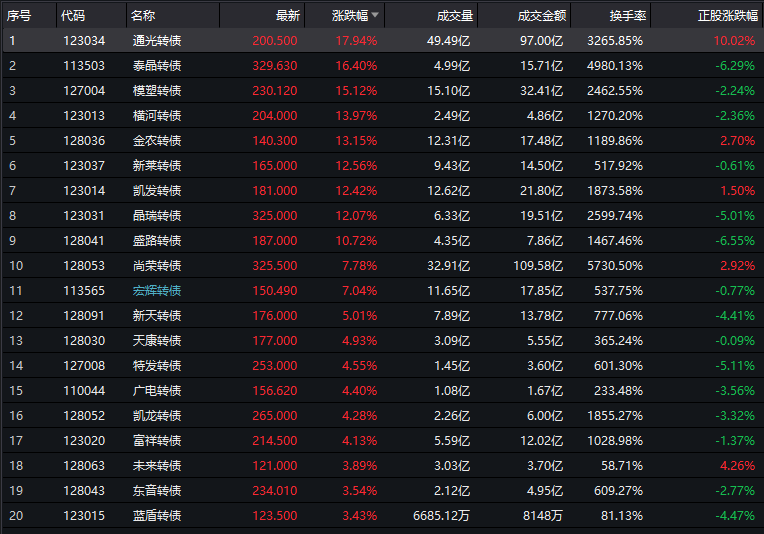 序号 代码 名称 最新 涨跌幅 成交量 成交金额 换手率 正股涨跌幅
1 123034 通光转债 200.500 17.94% 49.49亿 97.00亿 3265.85% 10.02%
2 113503 泰晶转债 329.630 16.40% 4.99亿 15.71亿 4980.13% -6.29%
3 127004 模塑转债 230.120 15.12% 15.10亿 32.41亿 2462.55% -2.24%
4 123013 横河转债 204.000 13.97% 2.49亿 4.86亿 1270.20% -2.36%
5 128036 金农转债 140.300 13.15% 12.31亿 17.48亿 1189.86% 2.70%
6 123037 新莱转债 165.000 12.56% 9.43亿 14.50亿 517.92% -0.61%
7 123014 凯发转债 181.000 12.42% 12.62亿 21.80亿 1873.58% 1.50%
8 123031 晶瑞转债 325.000 12.07% 6.33亿 19.51亿 2599.74% -5.01%
9 128041 盛路转债 187.000 10.72% 4.35亿 7.86亿 1467.46% -6.55%
10 128053 尚荣转债 325.500 7.78% 32.91亿 109.58亿 5730.50% 2.92%
11 113565 宏辉转债 150.490 7.04% 11.65亿 17.85亿 537.75% -0.77%
12 128091 新天转债 176.000 5.01% 7.89亿 13.78亿 777.06% -4.41%
13 128030 天康转债 177.000 4.93% 3.09亿 5.55亿 365.24% -0.09%
14 127008 特发转债 253.000 4.55% 1.45亿 3.60亿 601.30% -5.11%
15 110044 广电转债 156.620 4.40% 1.08亿 1.67亿 233.48% -3.56%
16 128052 凯龙转债 265.000 4.28% 2.26亿 6.00亿 1855.27% -3.32%
17 123020 富祥转债 214.500 4.13% 5.59亿 12.02亿 1028.98% -1.37%
18 128063 未来转债 121.000 3.89% 3.03亿 3.70亿 58.71% 4.26%
19 128043 东音转债 234.010 3.54% 2.12亿 4.95亿 609.27% -2.77%
20 123015 蓝盾转债 123.500 3.43% 6685.12万 8148万 81.13% -4.47%